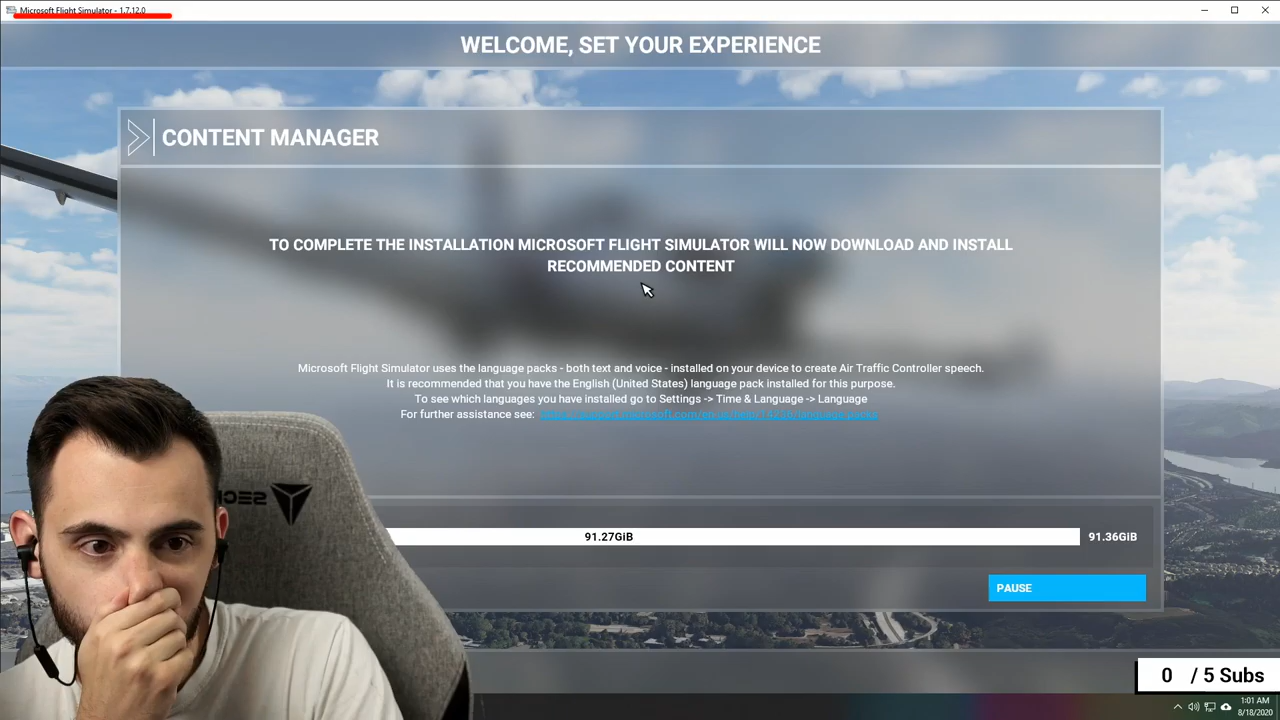 Microsoft Flight Simulator - 1.7.12.0
WELCOME, SET YOUR EXPERIENCE
CONTENT MANAGER
TO COMPLETE THE INSTALLATION MICROSOFT FLIGHT SIMULATOR WILL NOW DOWNLOAD AND INSTALL
RECOMMENDED CONTENT
Microsoft Flight Simulator uses the language packs - both text and voice - installed on your device to create Air Traffic Controller speech.
It is recommended that you have the English (United States) language pack installed for this purpose.
To see which languages you have installed go to Settings -> Time & Language -> Language
For further assistance see:
91.27GiB
91.36GiB
PAUSE
0 / 5 Subs
1:01 AM
8/18/2020